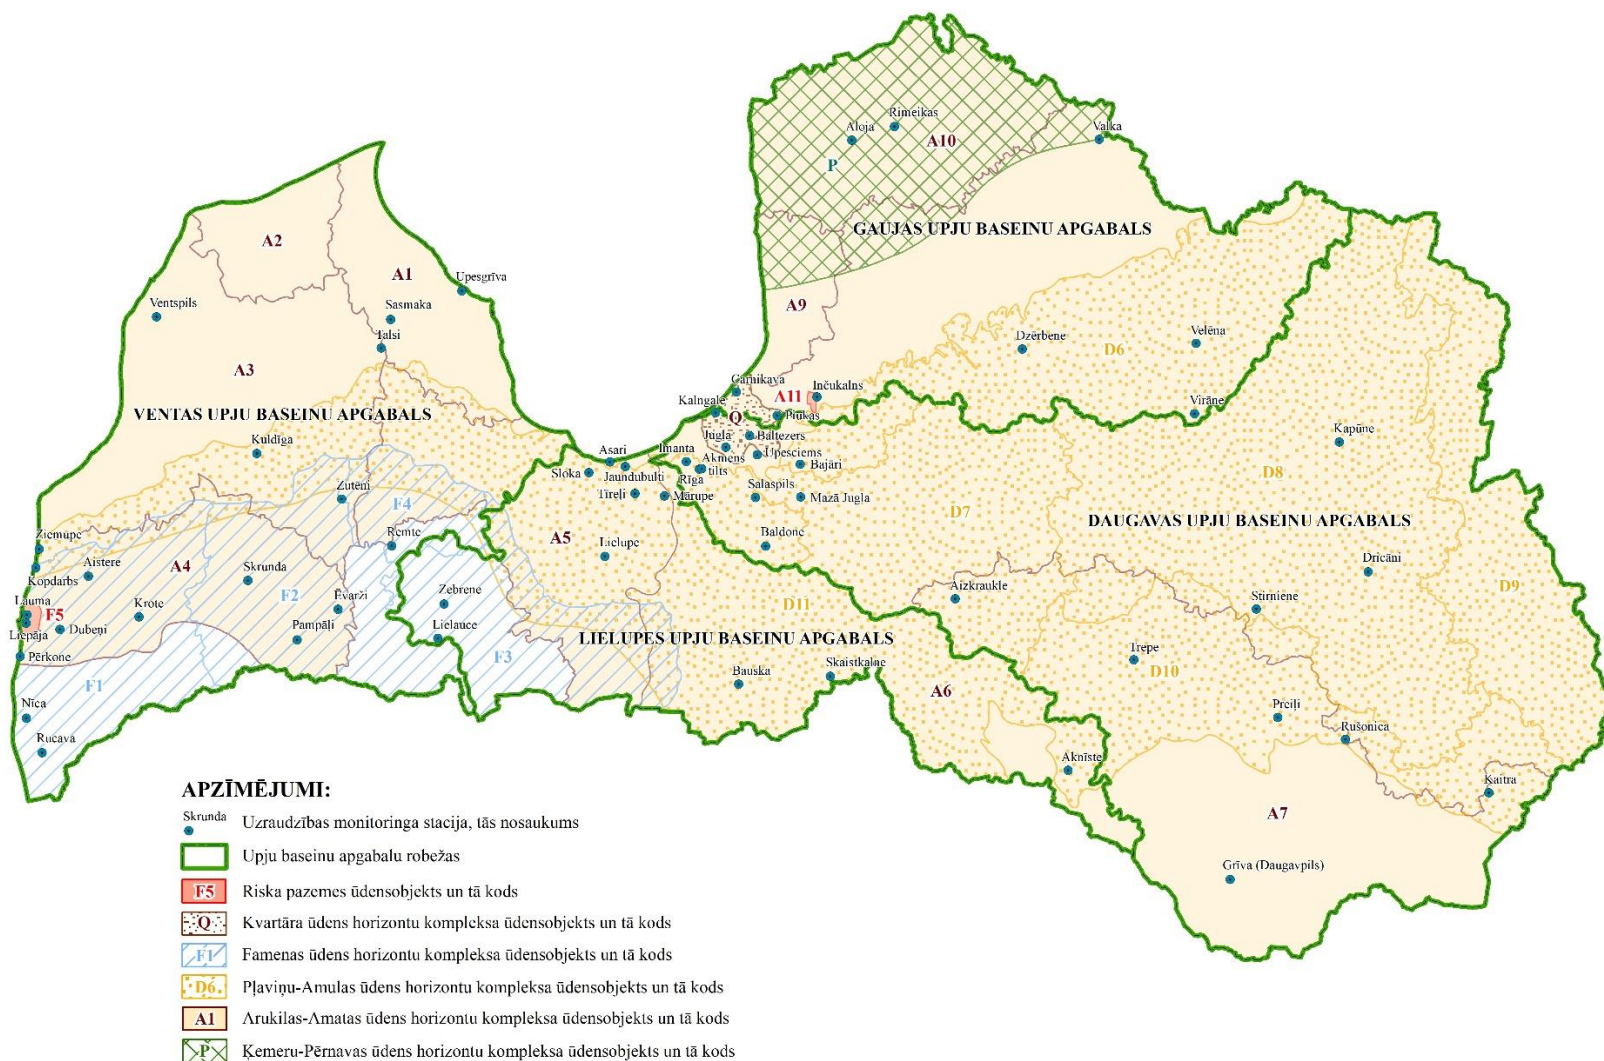 Rimeikas
Aloja
A10
Valka
P
GAUJAS UPJU BASEINU APGABALS
A2
A1
Upesgrīva
Ventspils
Sasmaka
Talsi
A9
A3
Dzērbene
D6
Velēna
VENTAS UPJU BASEINU APGABALS
Carnikava
Kalngale
A11
Inčukalns
Piukas
Q
Virāne
Kuldīga
Jugla
Baltezers
Kapūne
Asari
Imanta
Akmens
tilts
Upesciems
Bajāri
Sloka
Jaundubulti
Rīga
D8
Zutēni
F4
Tīreļi
Mārupe
Salaspils
Mazā Jugla
D7
DAUGAVAS UPJU BASEINU APGABALS
Ziemupe
Remte
A5
Baldone
Aistere
A4
Skrunda
Lielupe
Dricāni
Kopdarbs
Aizkraukle
Stirniene
D9
Lauma
F5
Krote
F2
Ēvarži
Zebrene
D11
Liepāja
Dubeņi
Pampāļi
Lielauce
LIELUPES UPJU BASEINU APGABALS
Pērkone
F3
Trepe
D10
F1
Bauska
Skaistkalne
A6
Nīca
Preiļi
Rušonica
Rucava
Aknīste
Kaitra
A7
Grīva (Daugavpils)
APZĪMĒJUMI:
Skrunda
Uzraudzības monitoringa stacija, tās nosaukums
Upju baseinu apgabalu robežas
F5 Riska pazemes ūdensobjekts un tā kods
Q Kvartāra ūdens horizontu kompleksa ūdensobjekts un tā kods
F1 Famenas ūdens horizontu kompleksa ūdensobjekts un tā kods
D6 Pļaviņu-Amulas ūdens horizontu kompleksa ūdensobjekts un tā kods
A1 Arukilas-Amatas ūdens horizontu kompleksa ūdensobjekts un tā kods
P Ķemeru-Pērnavas ūdens horizontu kompleksa ūdensobjekts un tā kods